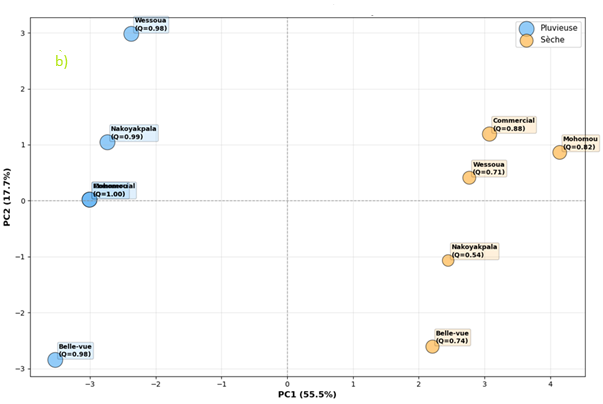 b)
Pluvieuse
Sèche
Wessoua
(Q=0.98)
Nakoyakpala
(Q=0.99)
(Q=1.00)
Belle-vue
(Q=0.98)
Commercial
(Q=0.88)
Mohomou
(Q=0.82)
Wessoua
(Q=0.71)
Nakoyakpala
(Q=0.54)
Belle-vue
(Q=0.74)
3
2
1
0
−1
−2
−3
PC2 (17.7%)
−3 −2 −1 0 1 2 3 4
PC1 (55.5%)